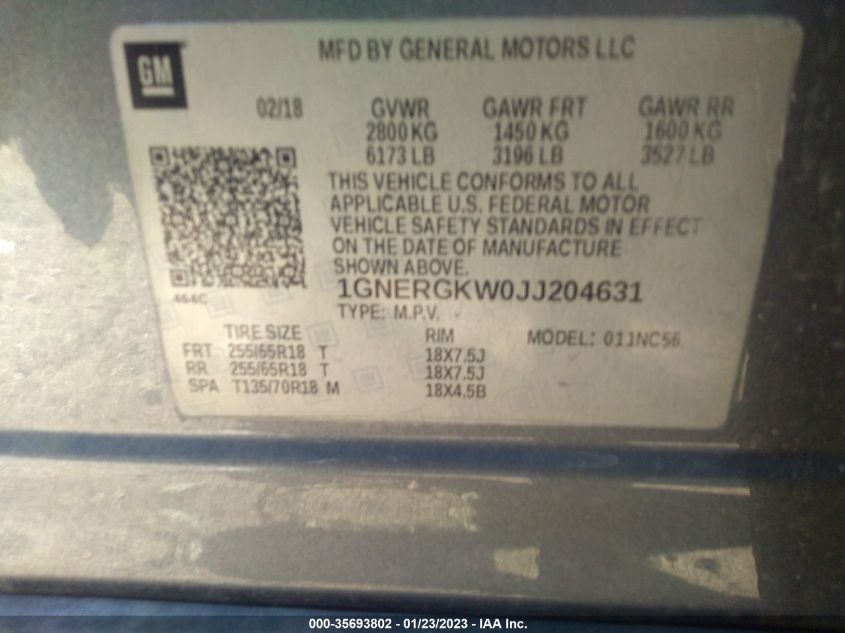 GM
MFD BY GENERAL MOTORS LLC
02/18 GVWR GAWR FRT GAWR RR
2800 KG 1450 KG 1600 KG
6173 LB 3196 LB 3527 LB
THIS VEHICLE CONFORMS TO ALL
APPLICABLE U.S. FEDERAL MOTOR
VEHICLE SAFETY STANDARDS IN EFFECT
ON THE DATE OF MANUFACTURE
SHOWN ABOVE.
464C 1GNERGKW0JJ204631
TYPE: M.P.V.
TIRE SIZE RIM MODEL: 011NC56
FRT 255/65R18 T 18X7.5J
RR 255/65R18 T 18X7.5J
SPA T135/70R18 M 18X4.5B
000-35693802 - 01/23/2023 - IAA Inc.